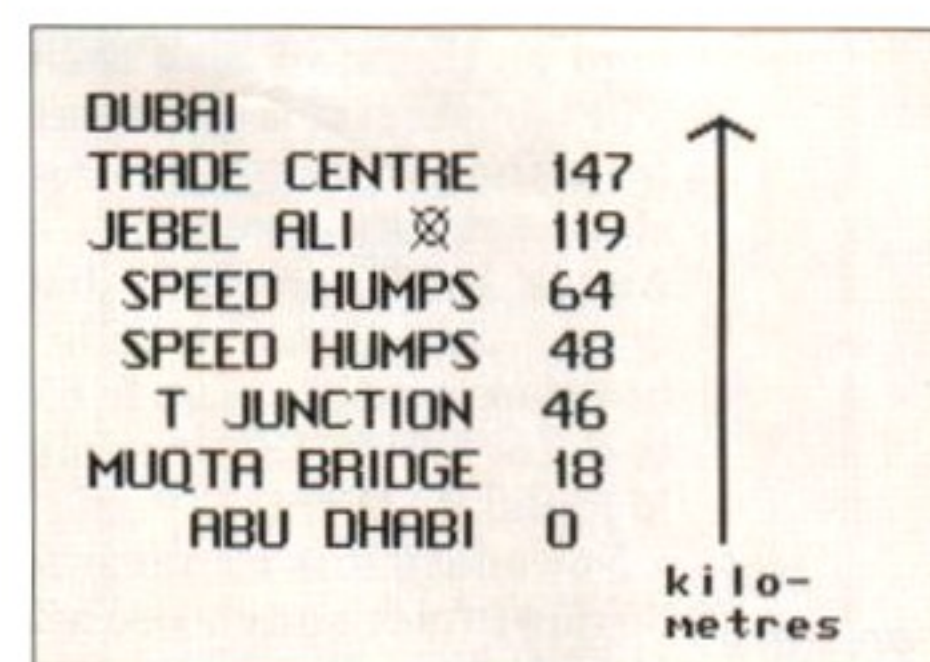 DUBAI
TRADE CENTRE 147
JEBEL ALI 119
SPEED HUMPS 64
SPEED HUMPS 48
T JUNCTION 46
MUQTA BRIDGE 18
ABU DHABI 0
kilo-
metres